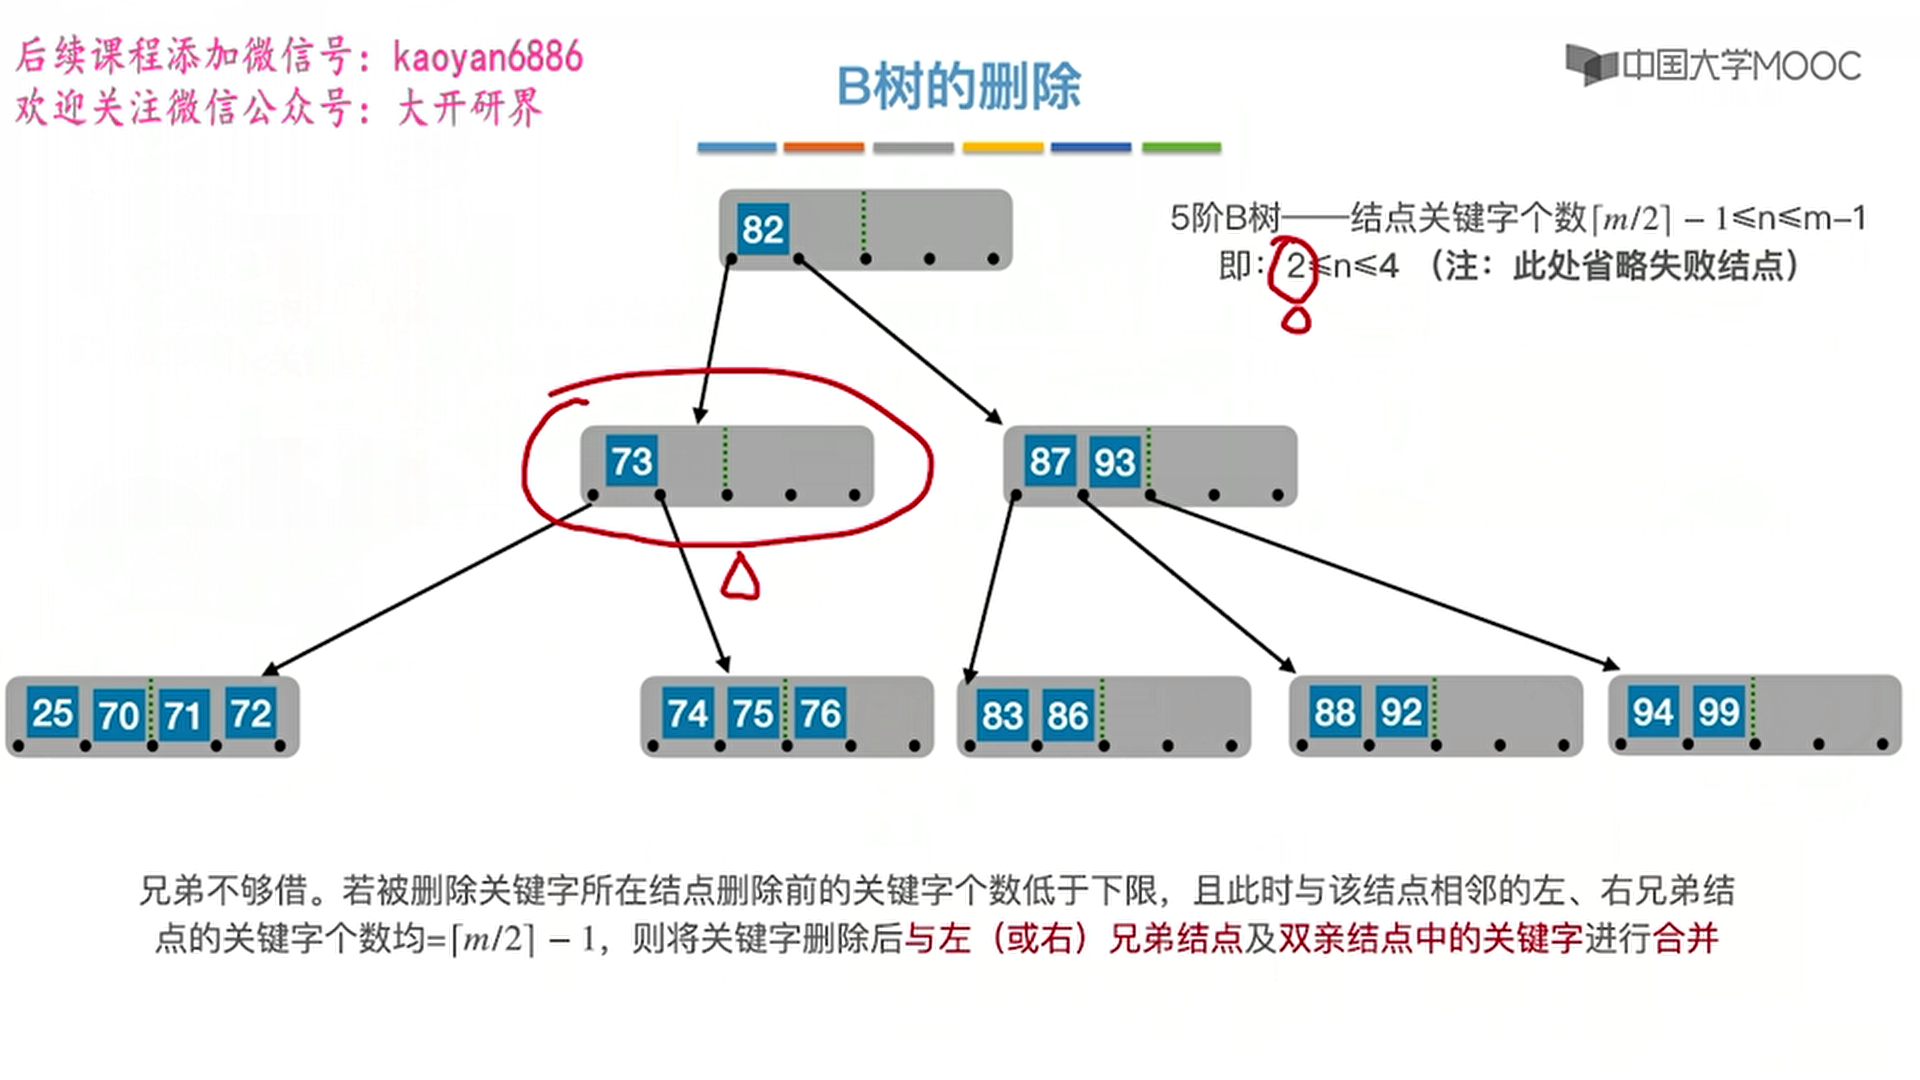 后续课程添加微信号：kaoyan6886
欢迎关注微信公众号：大开研界
中国大学MOOC
B树的删除
5阶B树——结点关键字个数⌈m/2⌉ − 1≤n≤m–1
即：2≤n≤4 （注：此处省略失败结点）
82
73
87 93
25 70 71 72
74 75 76
83 86
88 92
94 99
兄弟不够借。若被删除关键字所在结点删除前的关键字个数低于下限，且此时与该结点相邻的左、右兄弟结
点的关键字个数均=⌈m/2⌉ − 1，则将关键字删除后与左（或右）兄弟结点及双亲结点中的关键字进行合并